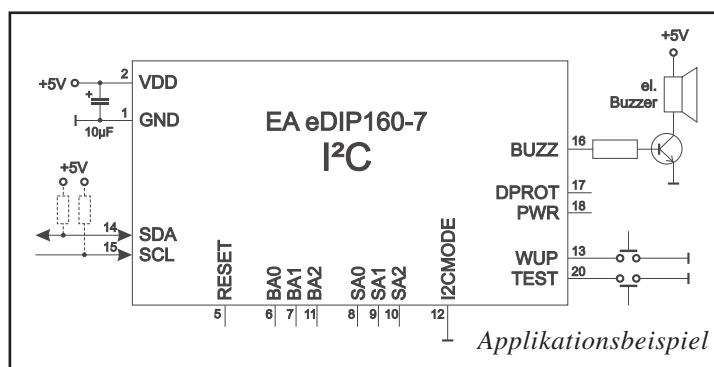 +5V
el.
Buzzer
+5V
2
VDD
+
10µF
1
GND
EA eDIP160-7
I²C
BUZZ
16
+5V
DPROT
17
PWR
18
14
SDA
15
SCL
WUP
13
TEST
20
RESET
BA0
BA1
BA2
SA0
SA1
SA2
I2CMODE
5
6
7
11
8
9
10
12
Applikationsbeispiel